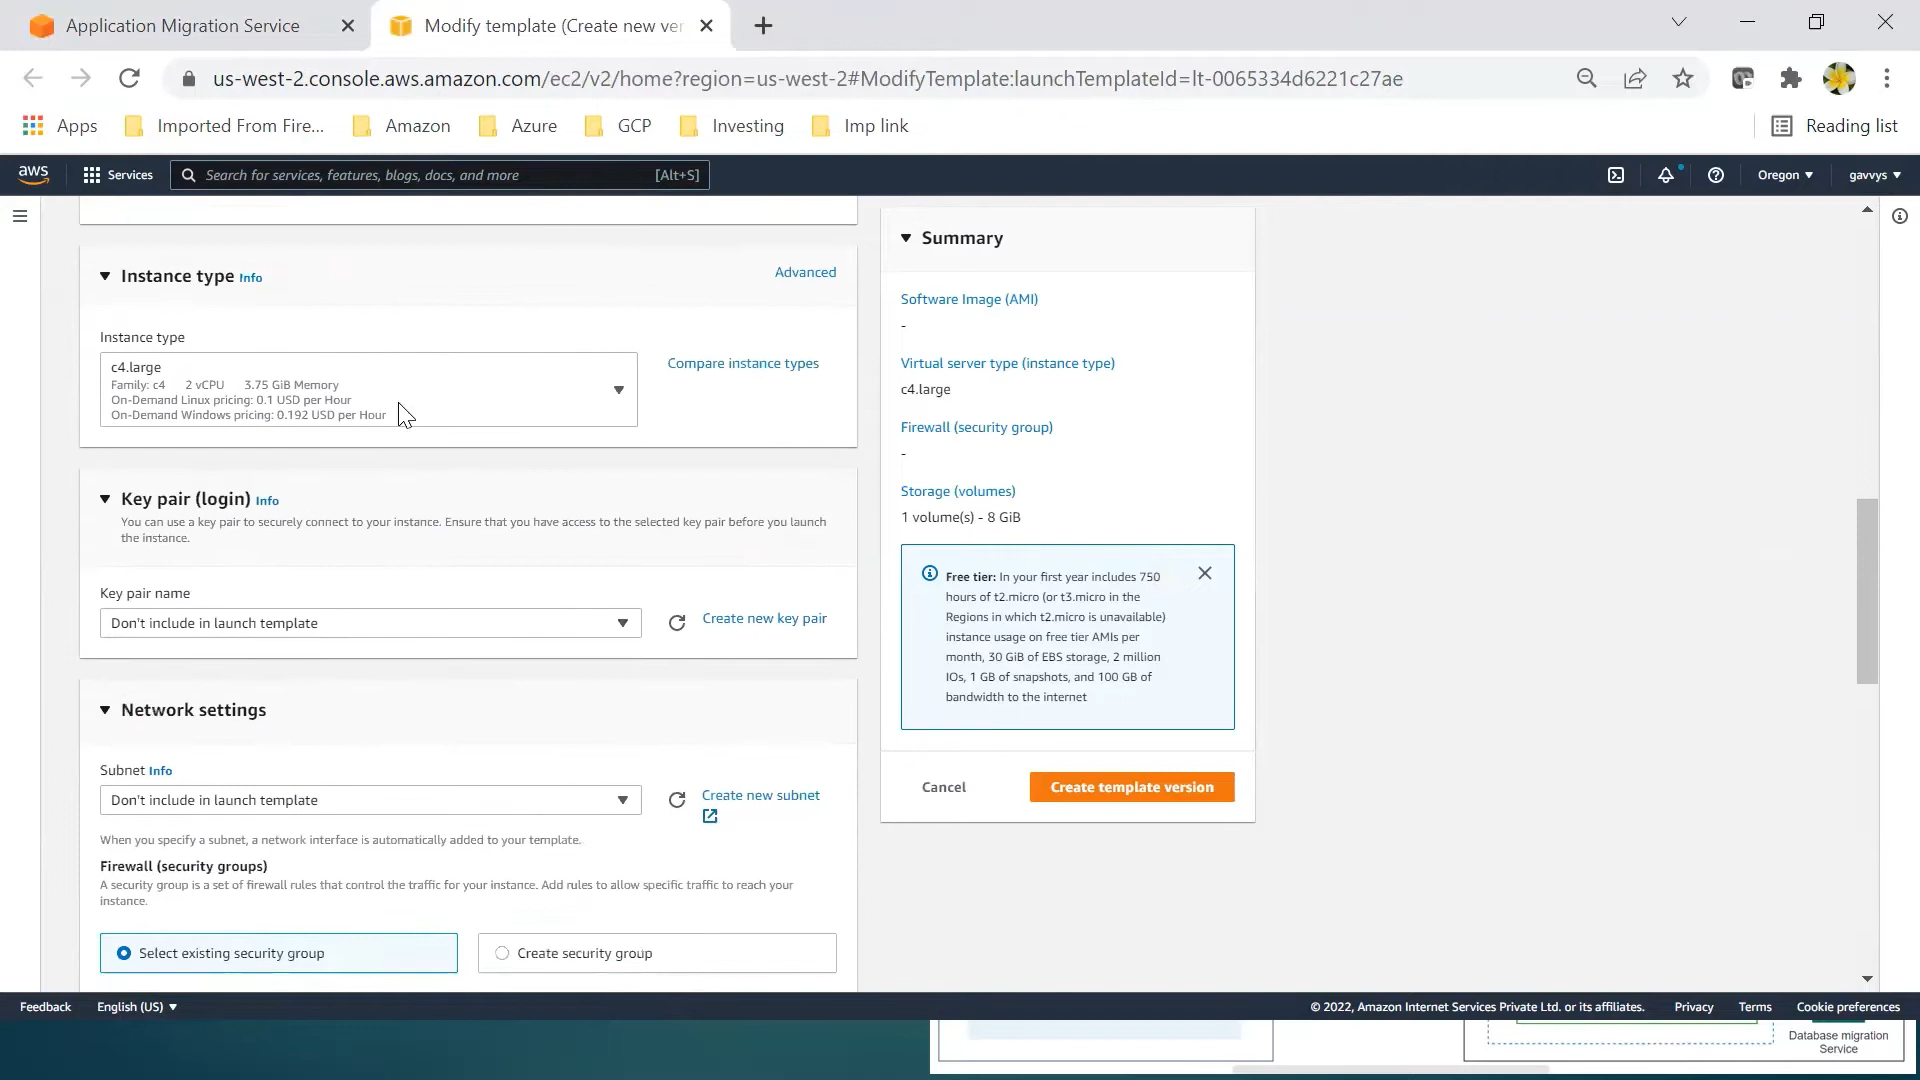 Application Migration Service
Modify template (Create new ver
us-west-2.console.aws.amazon.com/ec2/v2/home?region=us-west-2#ModifyTemplate:launchTemplateId=lt-0065334d6221c27ae
Apps
Imported From Fire...
Amazon
Azure
GCP
Investing
Imp link
Reading list
aws
Services
Search for services, features, blogs, docs, and more
[Alt+S]
Oregon
gavvys
Instance type Info
Advanced
Instance type
c4.large
Family: c4 2 vCPU 3.75 GiB Memory
On-Demand Linux pricing: 0.1 USD per Hour
On-Demand Windows pricing: 0.192 USD per Hour
Compare instance types
Key pair (login) Info
You can use a key pair to securely connect to your instance. Ensure that you have access to the selected key pair before you launch
the instance.
Key pair name
Don't include in launch template
Create new key pair
Network settings
Subnet Info
Don't include in launch template
Create new subnet
When you specify a subnet, a network interface is automatically added to your template.
Firewall (security groups)
A security group is a set of firewall rules that control the traffic for your instance. Add rules to allow specific traffic to reach your
instance.
Select existing security group
Create security group
Summary
Software Image (AMI)
-
Virtual server type (instance type)
c4.large
Firewall (security group)
-
Storage (volumes)
1 volume(s) - 8 GiB
Free tier: In your first year includes 750
hours of t2.micro (or t3.micro in the
Regions in which t2.micro is unavailable)
instance usage on free tier AMIs per
month, 30 GiB of EBS storage, 2 million
IOs, 1 GB of snapshots, and 100 GB of
bandwidth to the internet
Cancel
Create template version
Feedback
English (US)
© 2022, Amazon Internet Services Private Ltd. or its affiliates.
Privacy
Terms
Cookie preferences
Database migration
Service